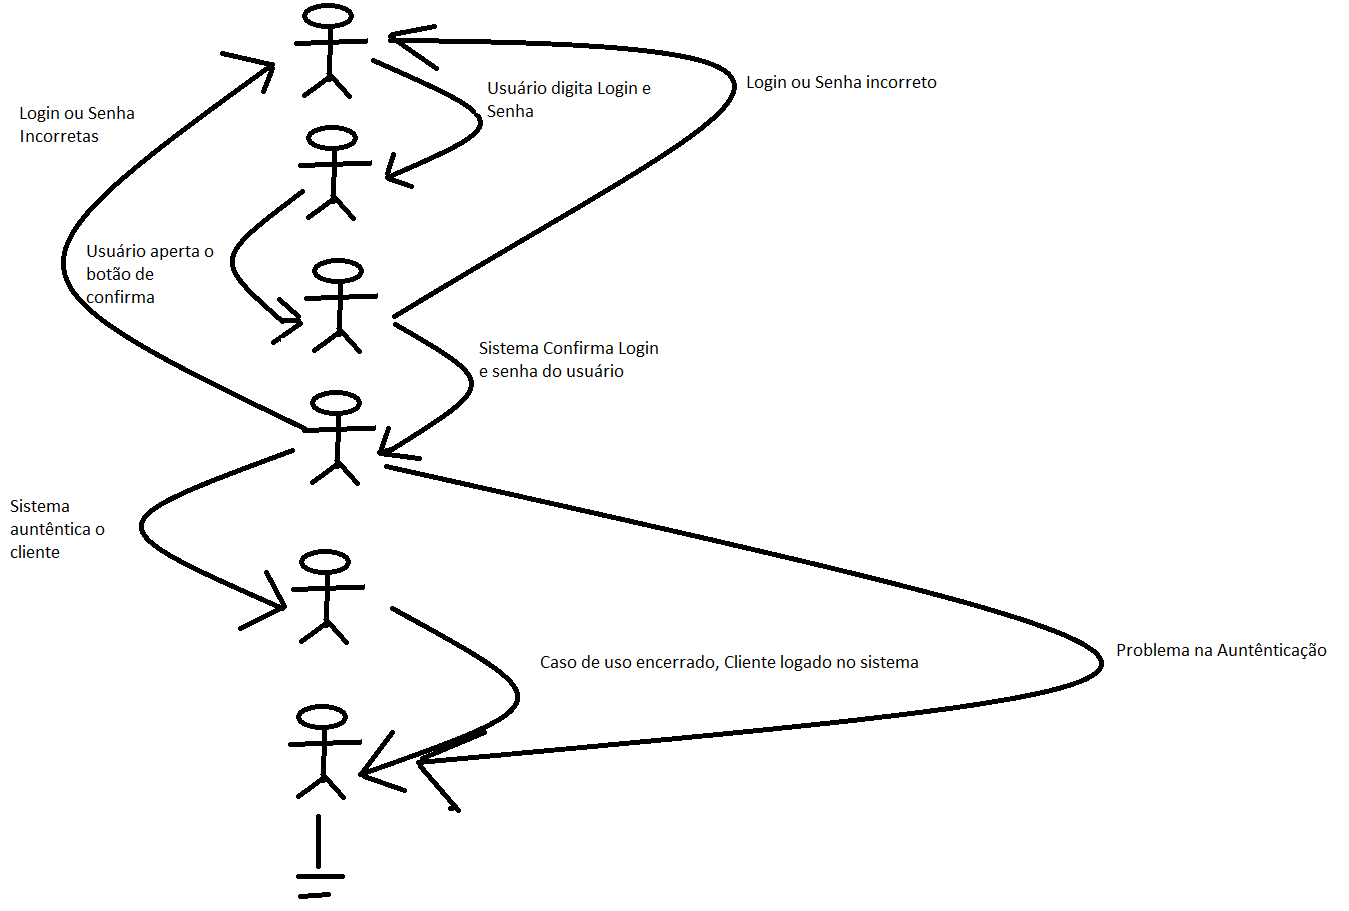 Usuário digita Login e
Senha
Login ou Senha incorreto
Login ou Senha
Incorretas
Usuário aperta o
botão de
confirma
Sistema Confirma Login
e senha do usuário
Sistema
auntêntica o
cliente
Caso de uso encerrado, Cliente logado no sistema
Problema na Auntênticação